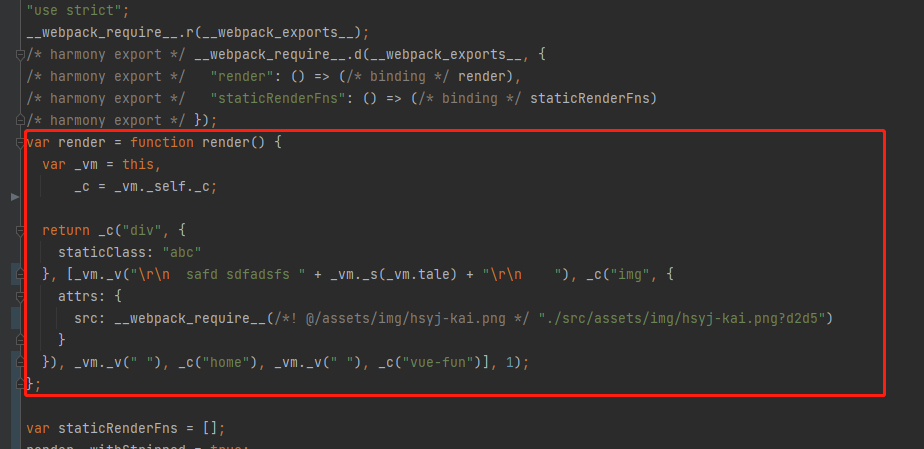 "use strict";
__webpack_require__.r(__webpack_exports__);
/* harmony export */ __webpack_require__.d(__webpack_exports__, {
/* harmony export */   "render": () => (/* binding */ render),
/* harmony export */   "staticRenderFns": () => (/* binding */ staticRenderFns)
/* harmony export */ });
var render = function render() {
  var _vm = this,
      _c = _vm._self._c;
  return _c("div", {
    staticClass: "abc"
  }, [_vm._v("\r\n  safd sdfadsfs " + _vm._s(_vm.tale) + "\r\n    "), _c("img", {
    attrs: {
      src: __webpack_require__(/*! @/assets/img/hsyj-kai.png */ "./src/assets/img/hsyj-kai.png?d2d5")
    }
  }), _vm._v(" "), _c("home"), _vm._v(" "), _c("vue-fun")], 1);
};
var staticRenderFns = [];
render._withStripped = true;